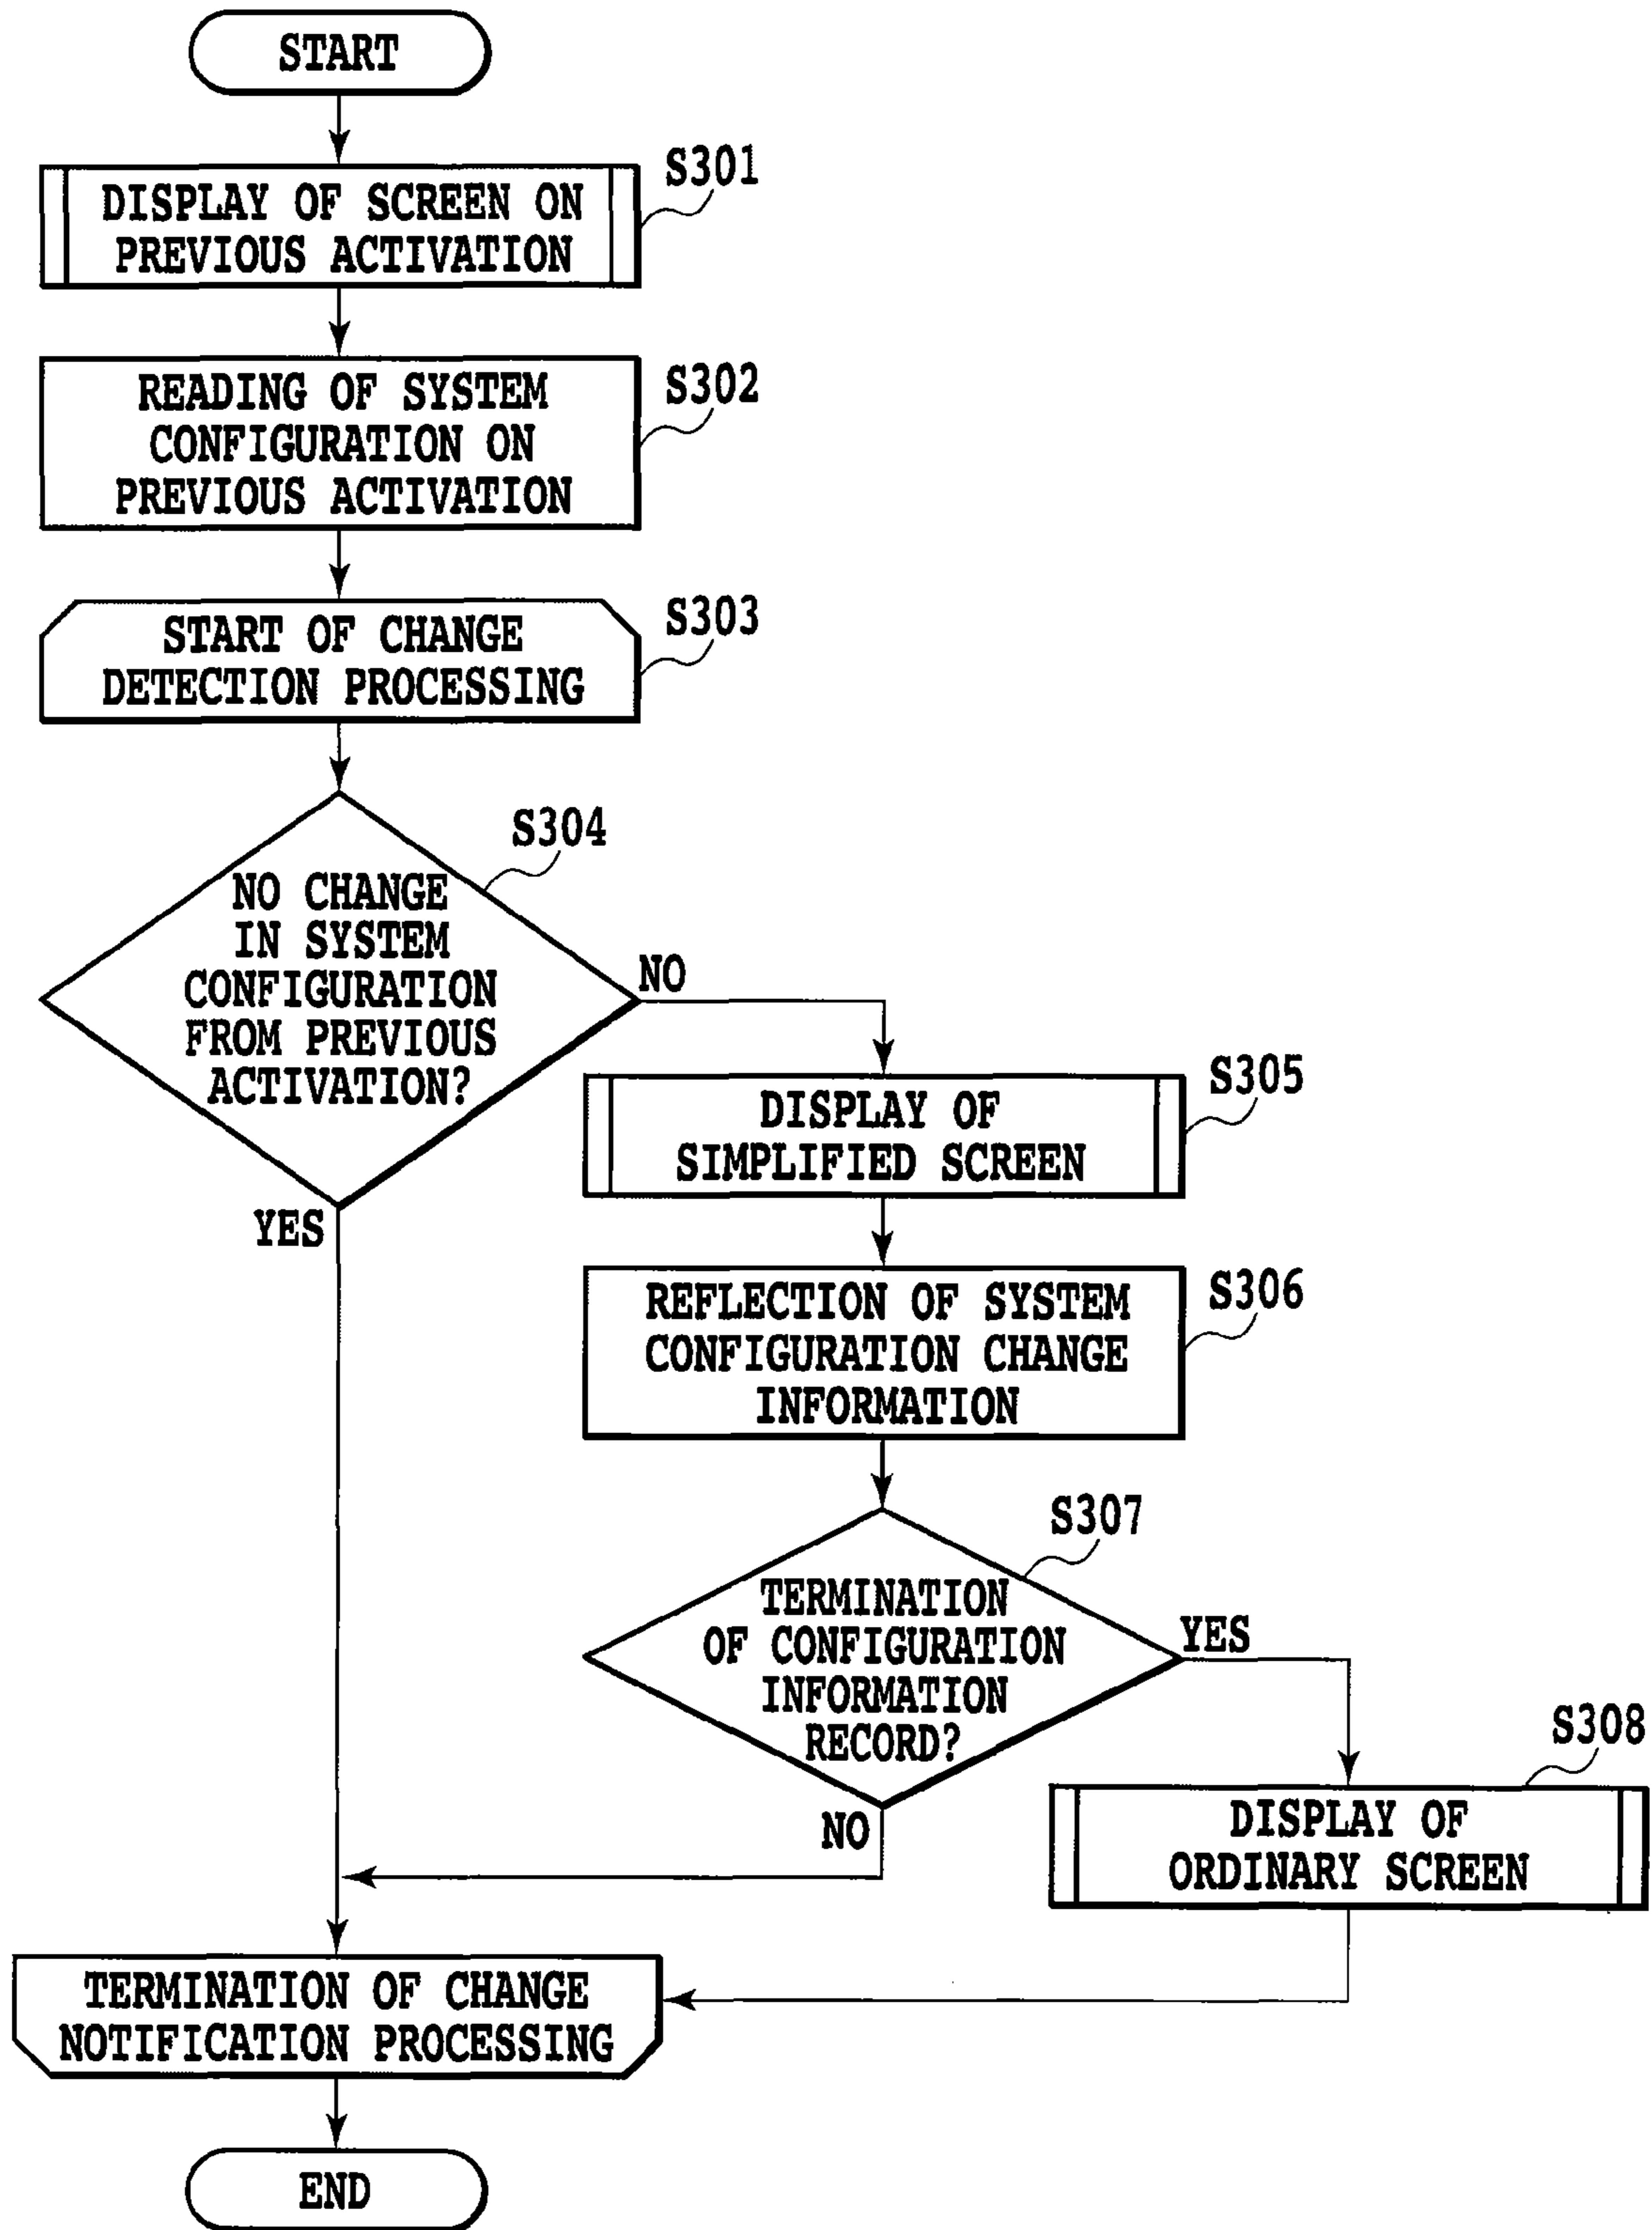 START
S301
DISPLAY OF SCREEN ON
PREVIOUS ACTIVATION
S302
READING OF SYSTEM
CONFIGURATION ON
PREVIOUS ACTIVATION
S303
START OF CHANGE
DETECTION PROCESSING
S304
NO CHANGE
IN SYSTEM
CONFIGURATION
FROM PREVIOUS
ACTIVATION?
NO
YES
S305
DISPLAY OF
SIMPLIFIED SCREEN
S306
REFLECTION OF SYSTEM
CONFIGURATION CHANGE
INFORMATION
S307
TERMINATION
OF CONFIGURATION
INFORMATION
RECORD?
YES
NO
S308
DISPLAY OF
ORDINARY SCREEN
TERMINATION OF CHANGE
NOTIFICATION PROCESSING
END